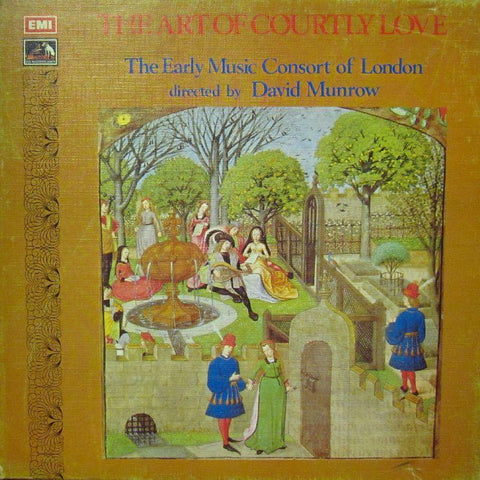 EMI
THE ART OF COURTLY LOVE
The Early Music Consort of London
directed by David Munrow